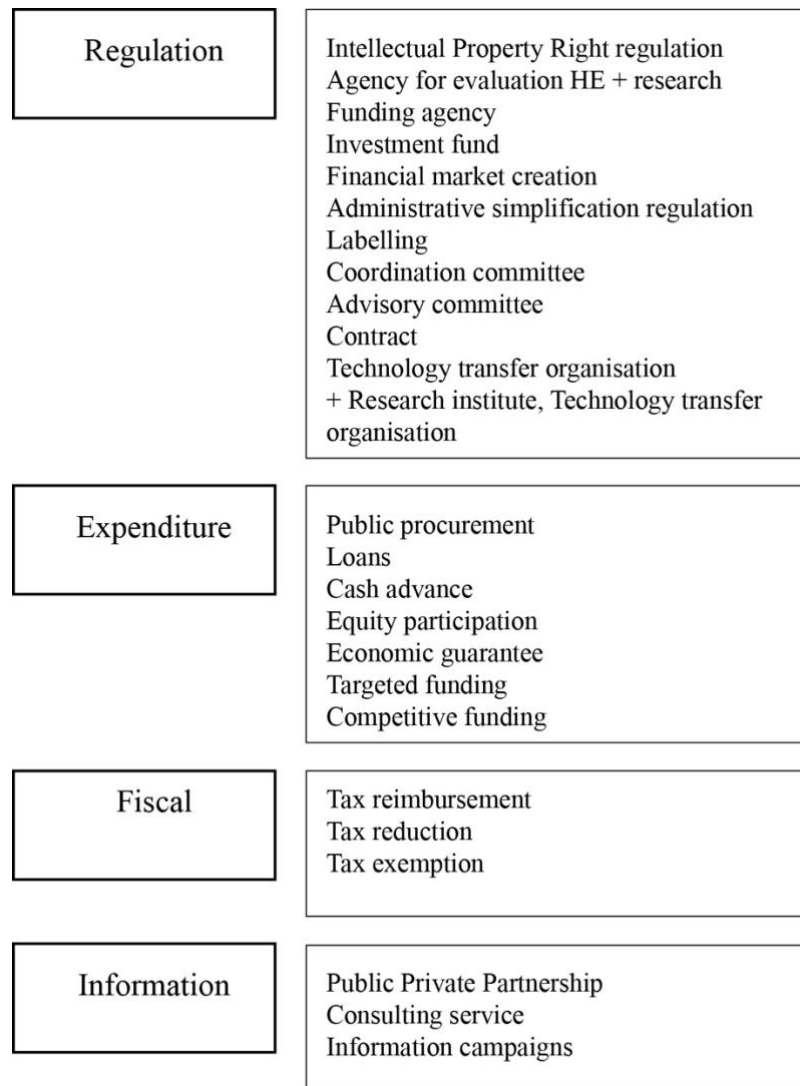 Regulation
Intellectual Property Right regulation
Agency for evaluation HE + research
Funding agency
Investment fund
Financial market creation
Administrative simplification regulation
Labelling
Coordination committee
Advisory committee
Contract
Technology transfer organisation
+ Research institute, Technology transfer
organisation
Expenditure
Public procurement
Loans
Cash advance
Equity participation
Economic guarantee
Targeted funding
Competitive funding
Fiscal
Tax reimbursement
Tax reduction
Tax exemption
Information
Public Private Partnership
Consulting service
Information campaigns